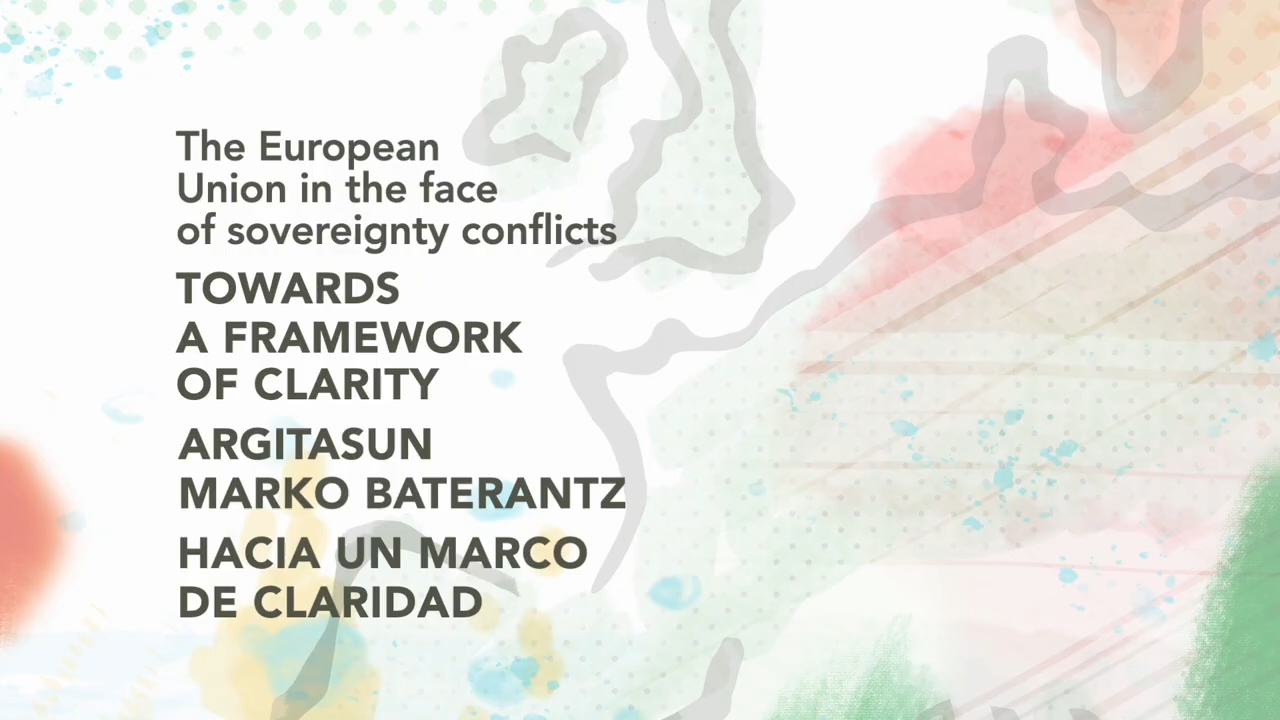 The European
Union in the face
of sovereignty conflicts
TOWARDS
A FRAMEWORK
OF CLARITY
ARGITASUN
MARKO BATERANTZ
HACIA UN MARCO
DE CLARIDAD